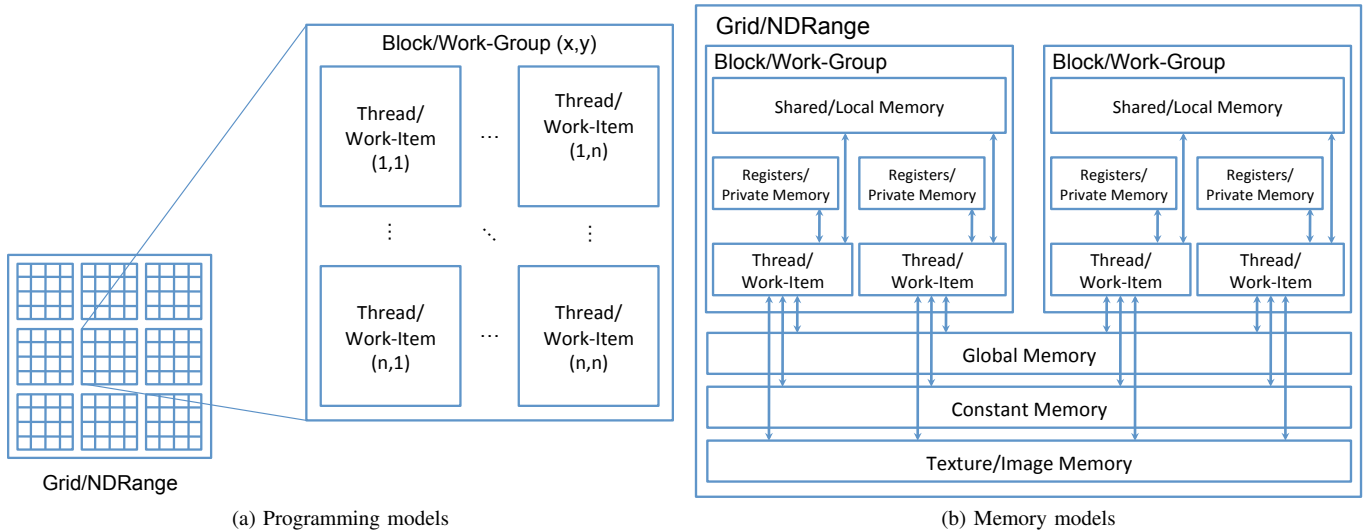 Block/Work-Group (x,y)
Thread/
Work-Item
(1,1)
...
Thread/
Work-Item
(1,n)
⋮
⋱
⋮
Thread/
Work-Item
(n,1)
...
Thread/
Work-Item
(n,n)
Grid/NDRange
(a) Programming models
Grid/NDRange
Block/Work-Group
Shared/Local Memory
Registers/
Private Memory
Registers/
Private Memory
Thread/
Work-Item
Thread/
Work-Item
Block/Work-Group
Shared/Local Memory
Registers/
Private Memory
Registers/
Private Memory
Thread/
Work-Item
Thread/
Work-Item
Global Memory
Constant Memory
Texture/Image Memory
(b) Memory models